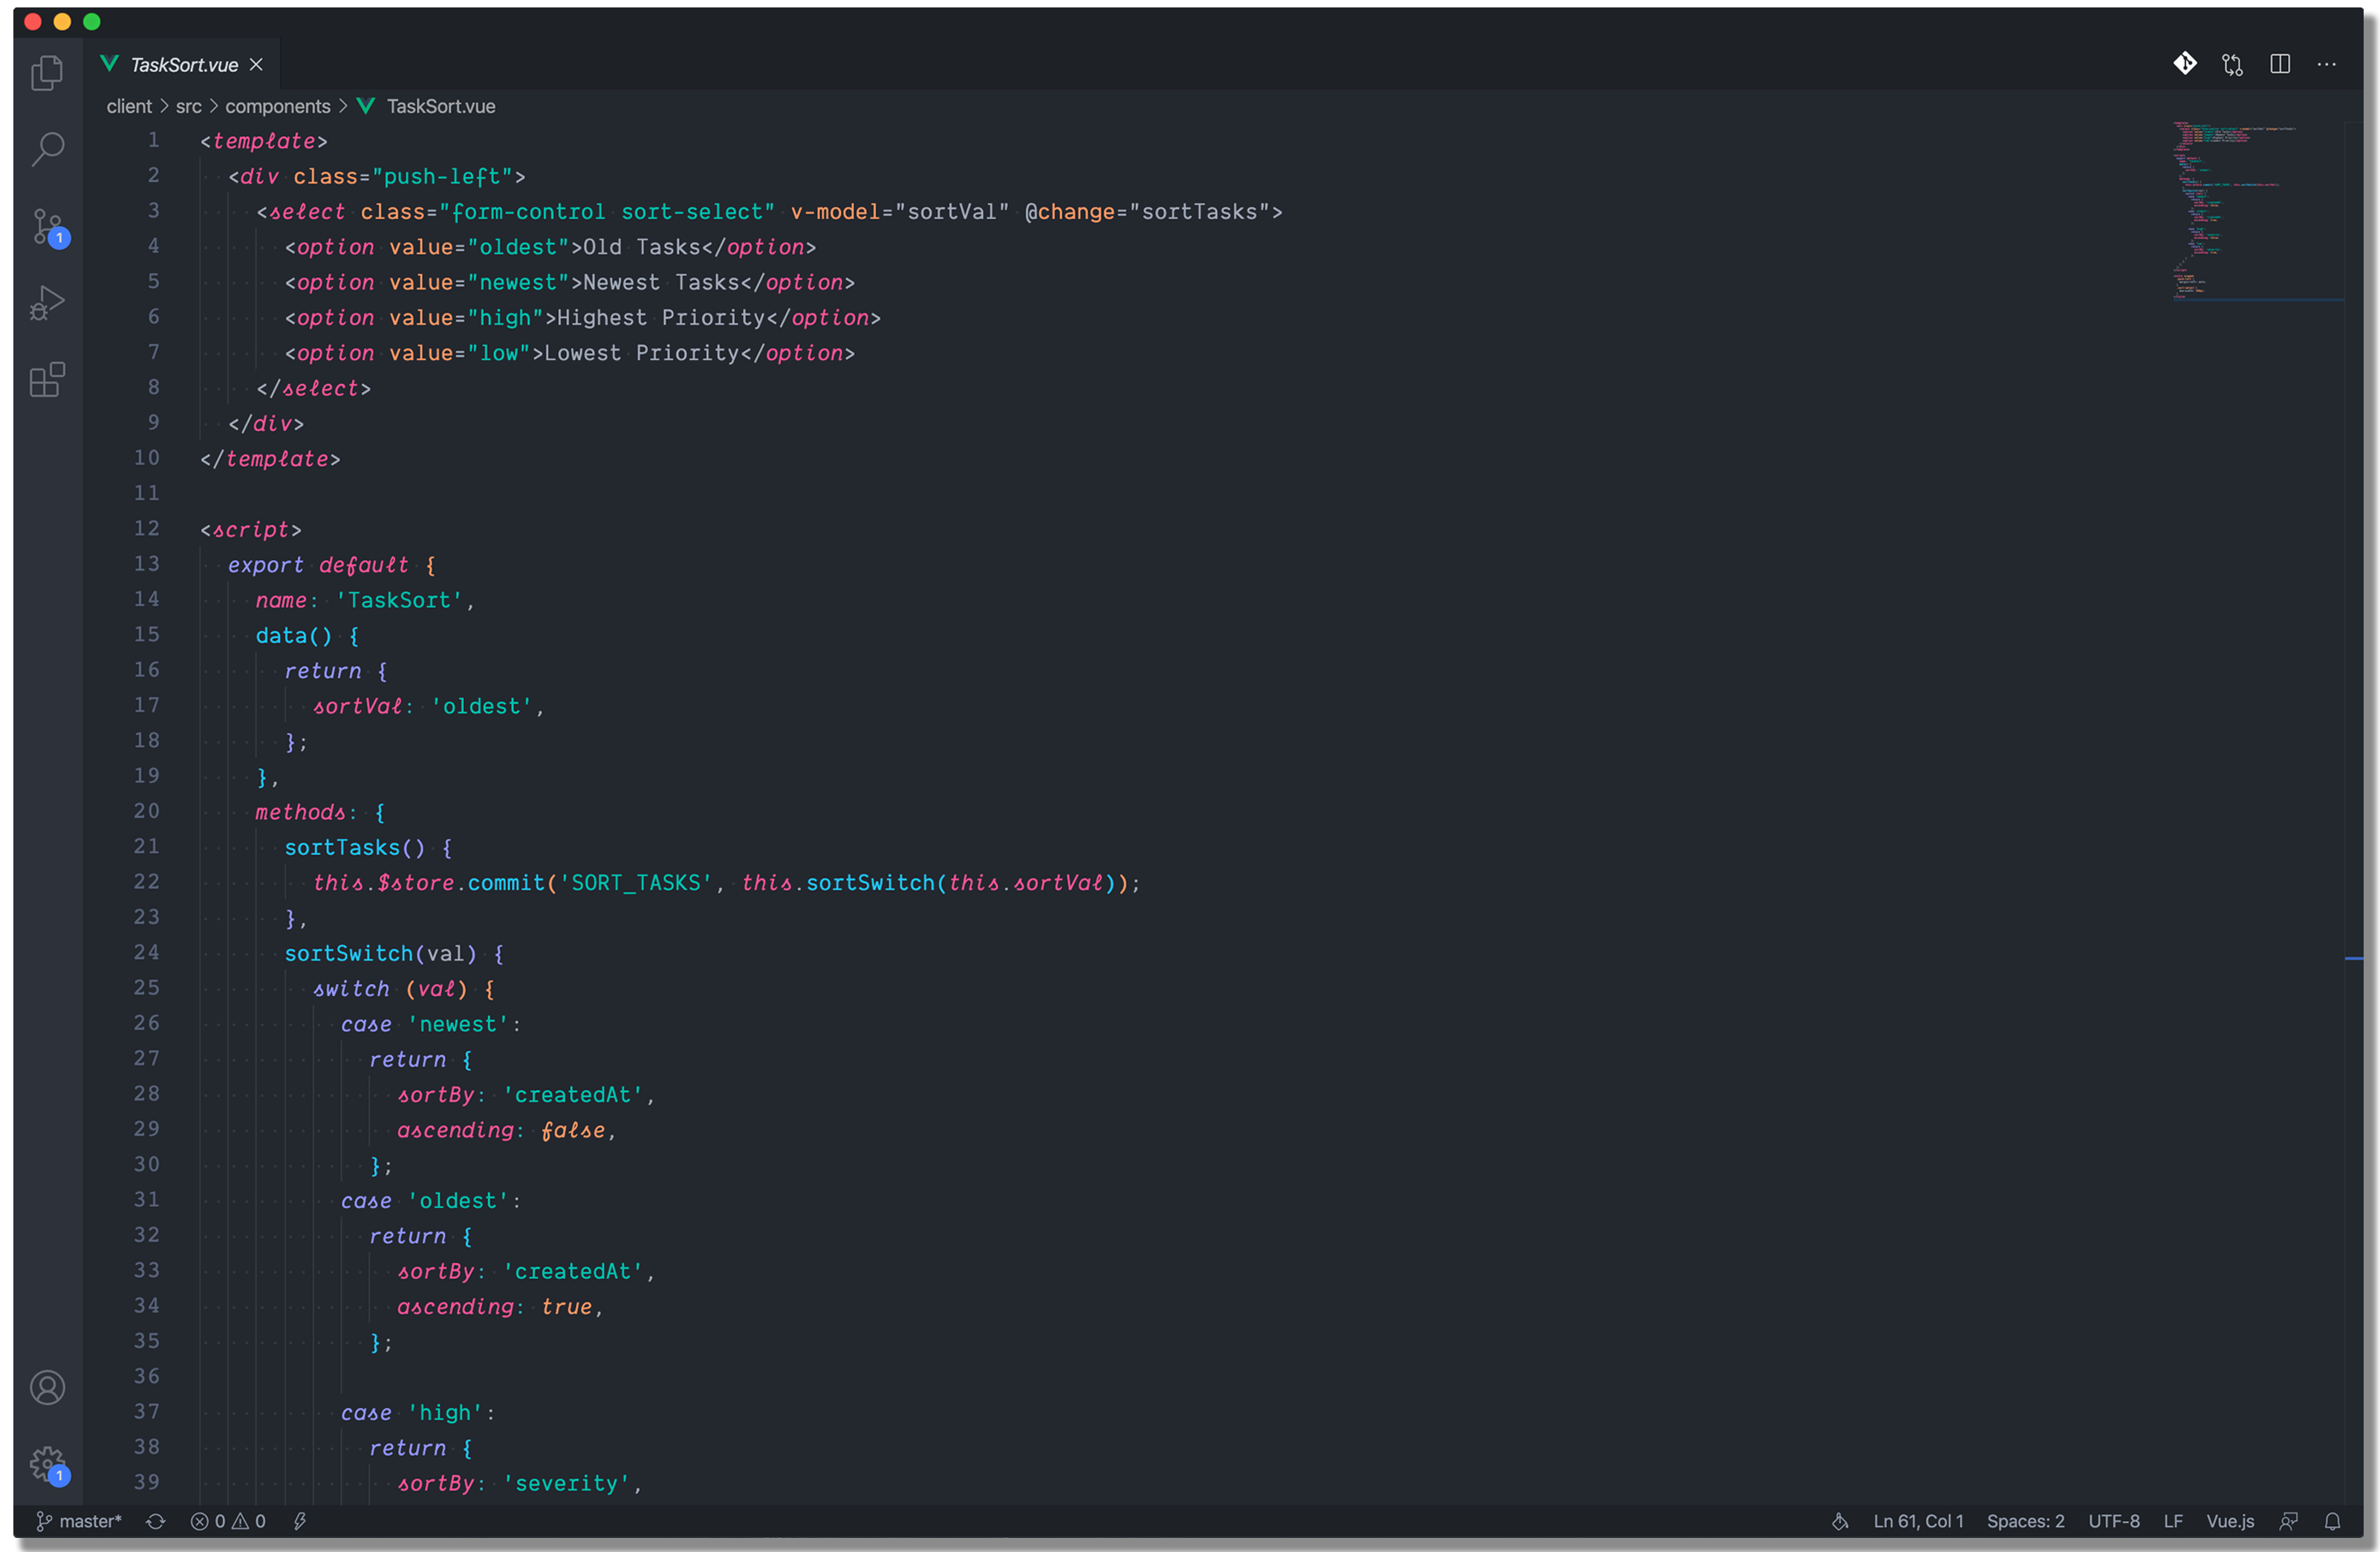 TaskSort.vue
client > src > components > TaskSort.vue
1 <template>
2 <div class="push-left">
3 <select class="form-control sort-select" v-model="sortVal" @change="sortTasks">
4 <option value="oldest">Old Tasks</option>
5 <option value="newest">Newest Tasks</option>
6 <option value="high">Highest Priority</option>
7 <option value="low">Lowest Priority</option>
8 </select>
9 </div>
10 </template>
11
12 <script>
13 export default {
14 name: 'TaskSort',
15 data() {
16 return {
17 sortVal: 'oldest',
18 };
19 },
20 methods: {
21 sortTasks() {
22 this.$store.commit('SORT_TASKS', this.sortSwitch(this.sortVal));
23 },
24 sortSwitch(val) {
25 switch (val) {
26 case 'newest':
27 return {
28 sortBy: 'createdAt',
29 ascending: false,
30 };
31 case 'oldest':
32 return {
33 sortBy: 'createdAt',
34 ascending: true,
35 };
36
37 case 'high':
38 return {
39 sortBy: 'severity',
1
1
master* 0 0 Ln 61, Col 1 Spaces: 2 UTF-8 LF Vue.js